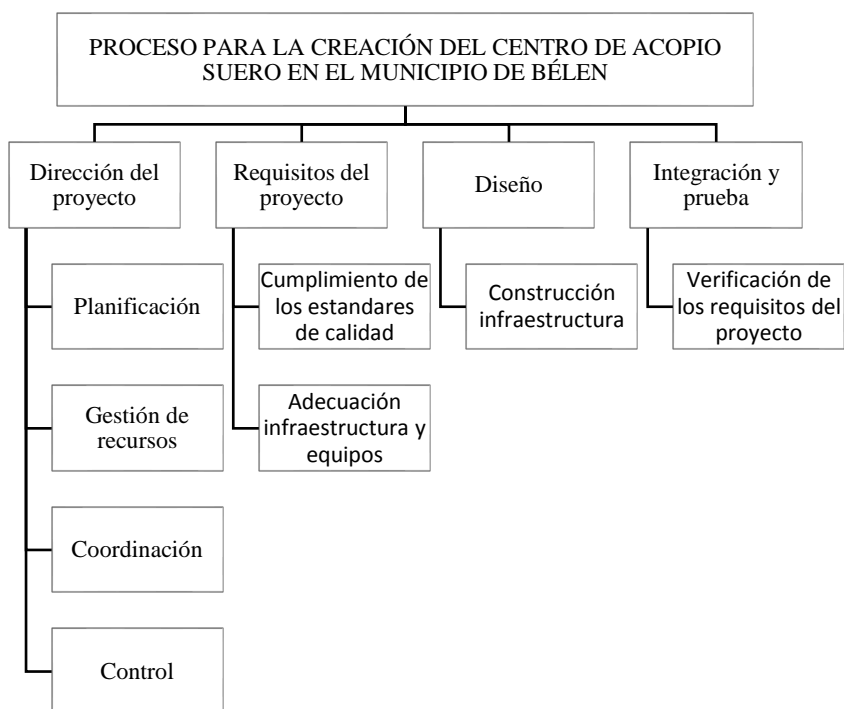 PROCESO PARA LA CREACIÓN DEL CENTRO DE ACOPIO
SUERO EN EL MUNICIPIO DE BÉLEN
Dirección del
proyecto
Planificación
Gestión de
recursos
Coordinación
Control
Requisitos del
proyecto
Cumplimiento de
los estandares
de calidad
Adecuación
infraestructura y
equipos
Diseño
Construcción
infraestructura
Integración y
prueba
Verificación de
los requisitos del
proyecto